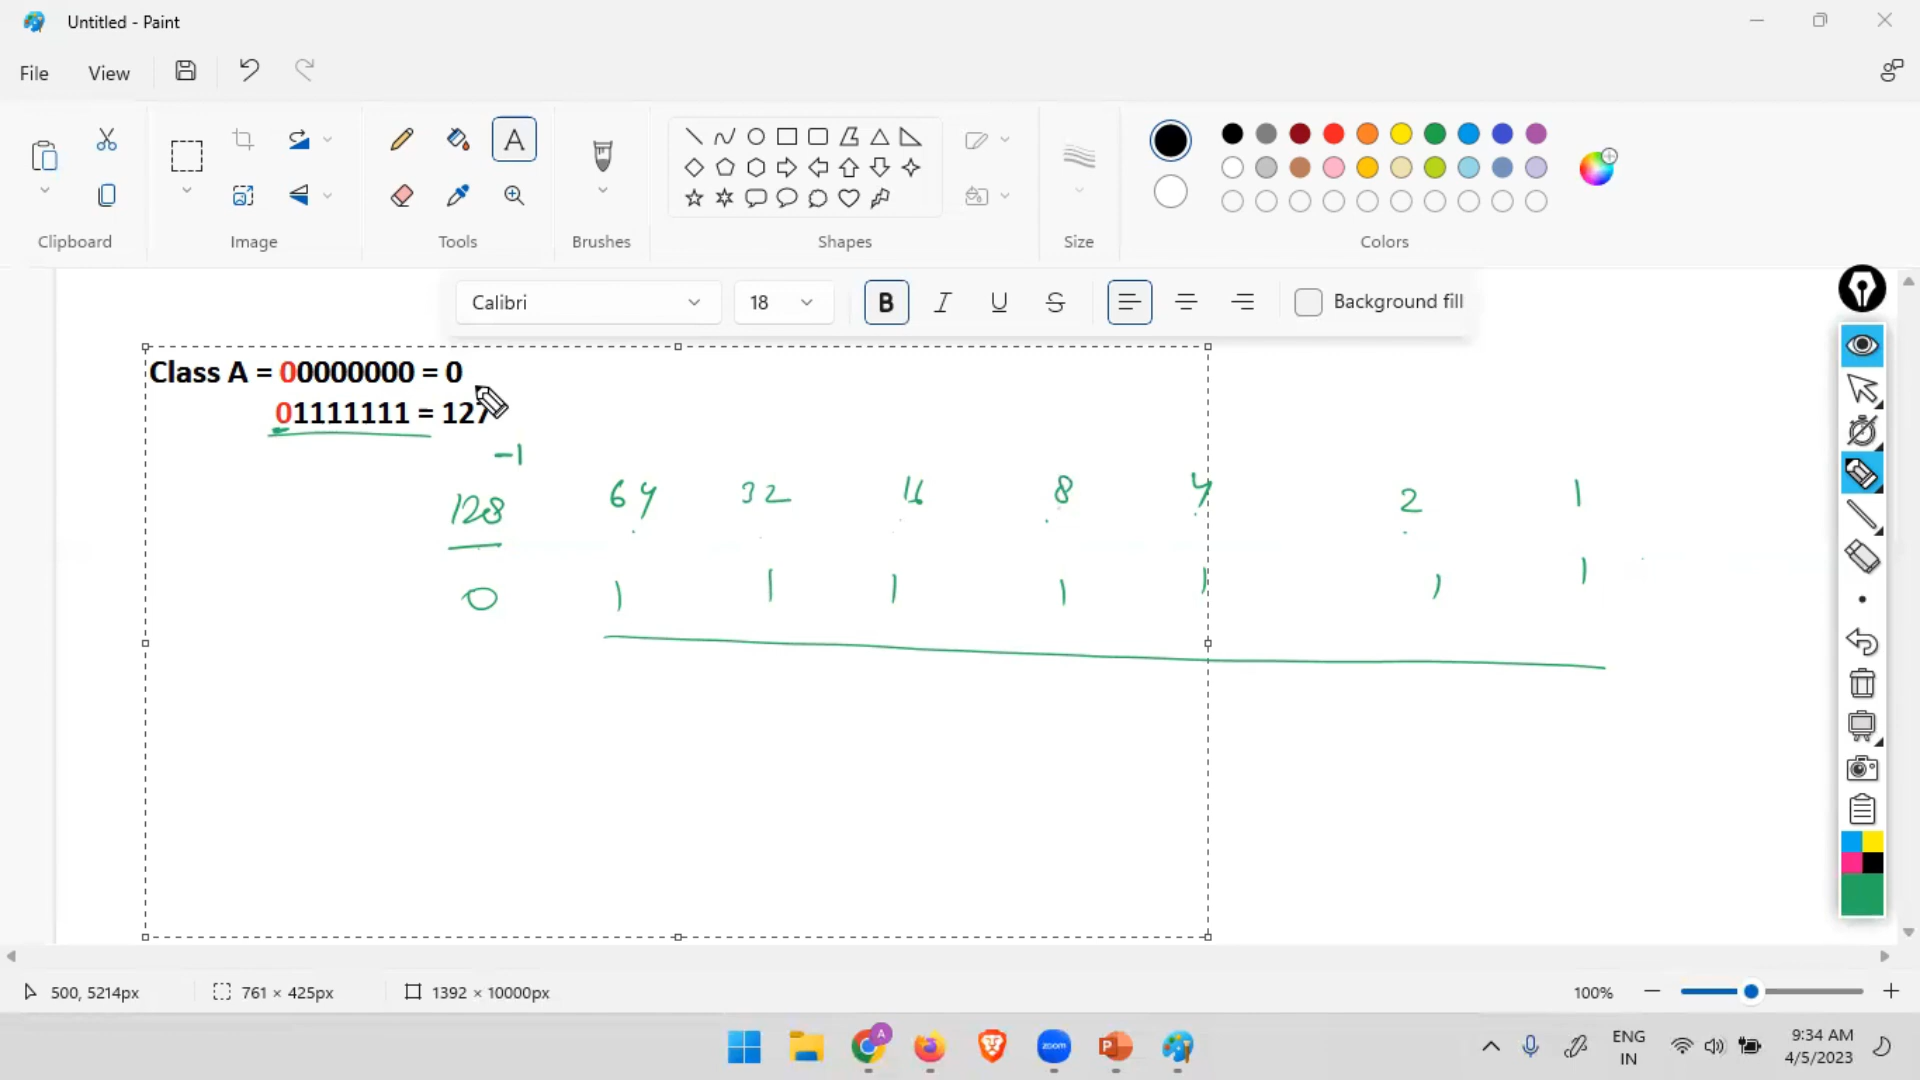 Untitled - Paint
File View
Clipboard Image Tools Brushes Shapes Size Colors
Calibri 18 B I U S Background fill
Class A = 00000000 = 0
01111111 = 127
-1
128 64 32 16 8 4 2 1
0 1 1 1 1 1 1 1
500, 5214px 761 × 425px 1392 × 10000px 100%
zoom
A
P
ENG
IN
9:34 AM
4/5/2023